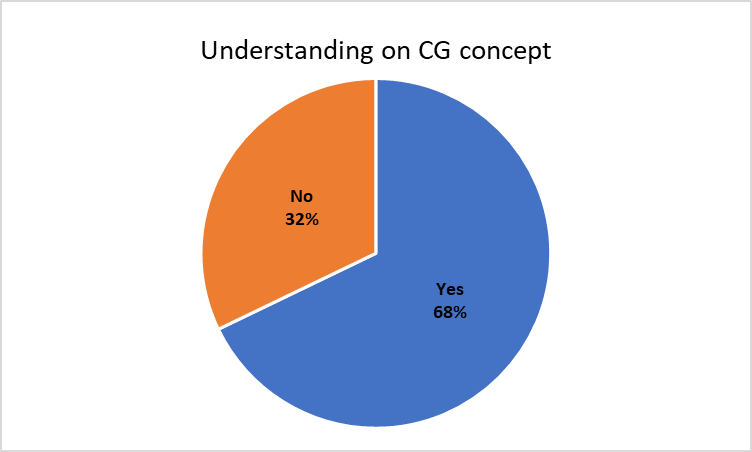 Understanding on CG concept
No
32%
Yes
68%